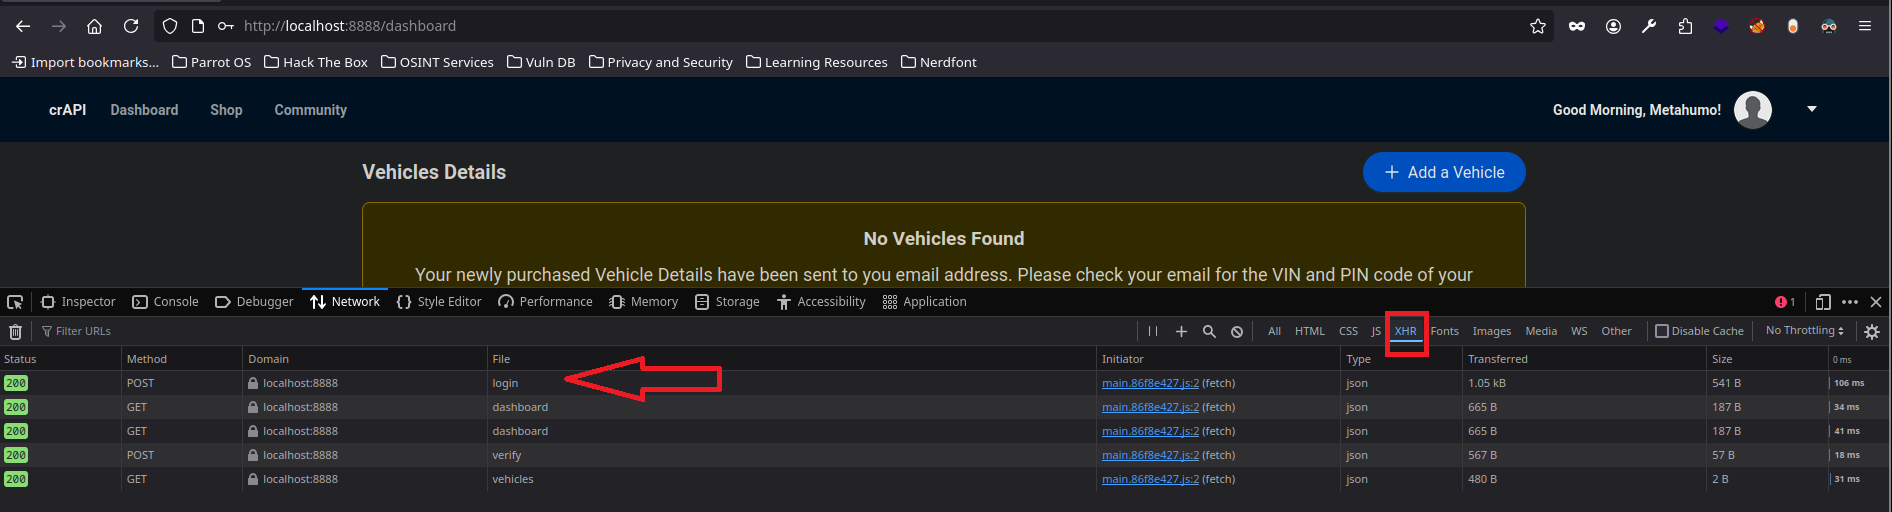 http://localhost:8888/dashboard
Import bookmarks... Parrot OS Hack The Box OSINT Services Vuln DB Privacy and Security Learning Resources Nerdfont
crAPI Dashboard Shop Community Good Morning, Metahumo!
Vehicles Details + Add a Vehicle
No Vehicles Found
Your newly purchased Vehicle Details have been sent to you email address. Please check your email for the VIN and PIN code of your
Inspector Console Debugger Network Style Editor Performance Memory Storage Accessibility Application 1
Filter URLs All HTML CSS JS XHR Fonts Images Media WS Other Disable Cache No Throttling
Status Method Domain File Initiator Type Transferred Size 0 ms
200 POST localhost:8888 login main.86f8e427.js:2 (fetch) json 1.05 kB 541 B 106 ms
200 GET localhost:8888 dashboard main.86f8e427.js:2 (fetch) json 665 B 187 B 34 ms
200 GET localhost:8888 dashboard main.86f8e427.js:2 (fetch) json 665 B 187 B 41 ms
200 POST localhost:8888 verify main.86f8e427.js:2 (fetch) json 567 B 57 B 18 ms
200 GET localhost:8888 vehicles main.86f8e427.js:2 (fetch) json 480 B 2 B 31 ms